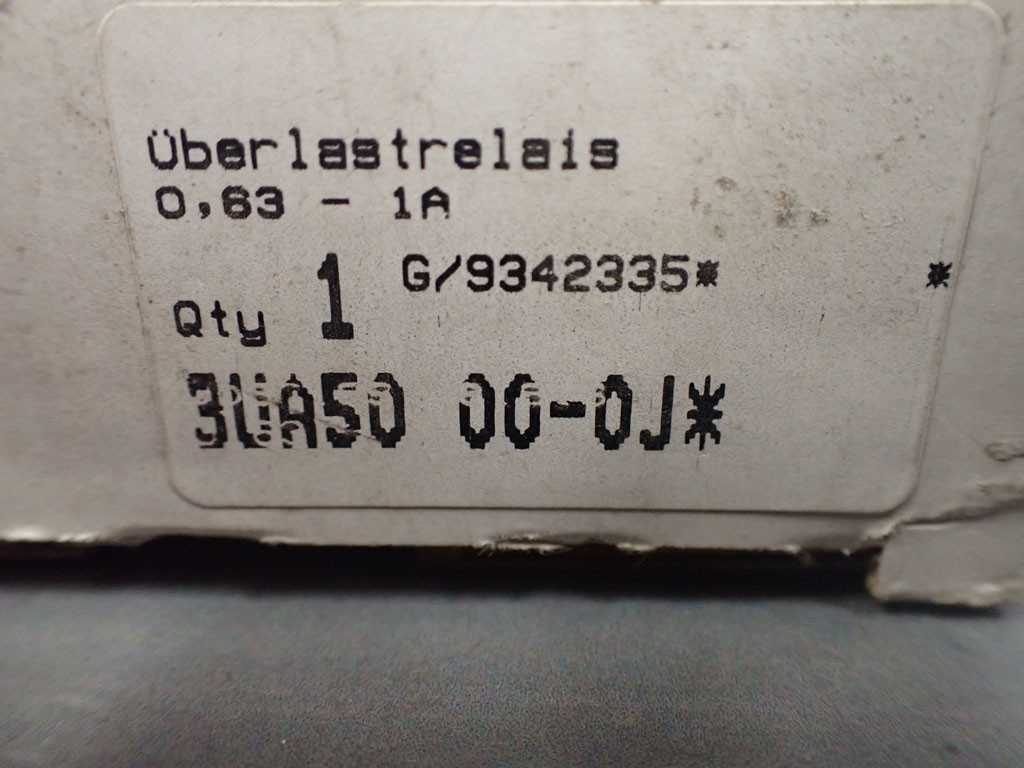 Überlastrelais
0,63 - 1A
G/9342335* *
Qty 1
3UA50 00-0J*